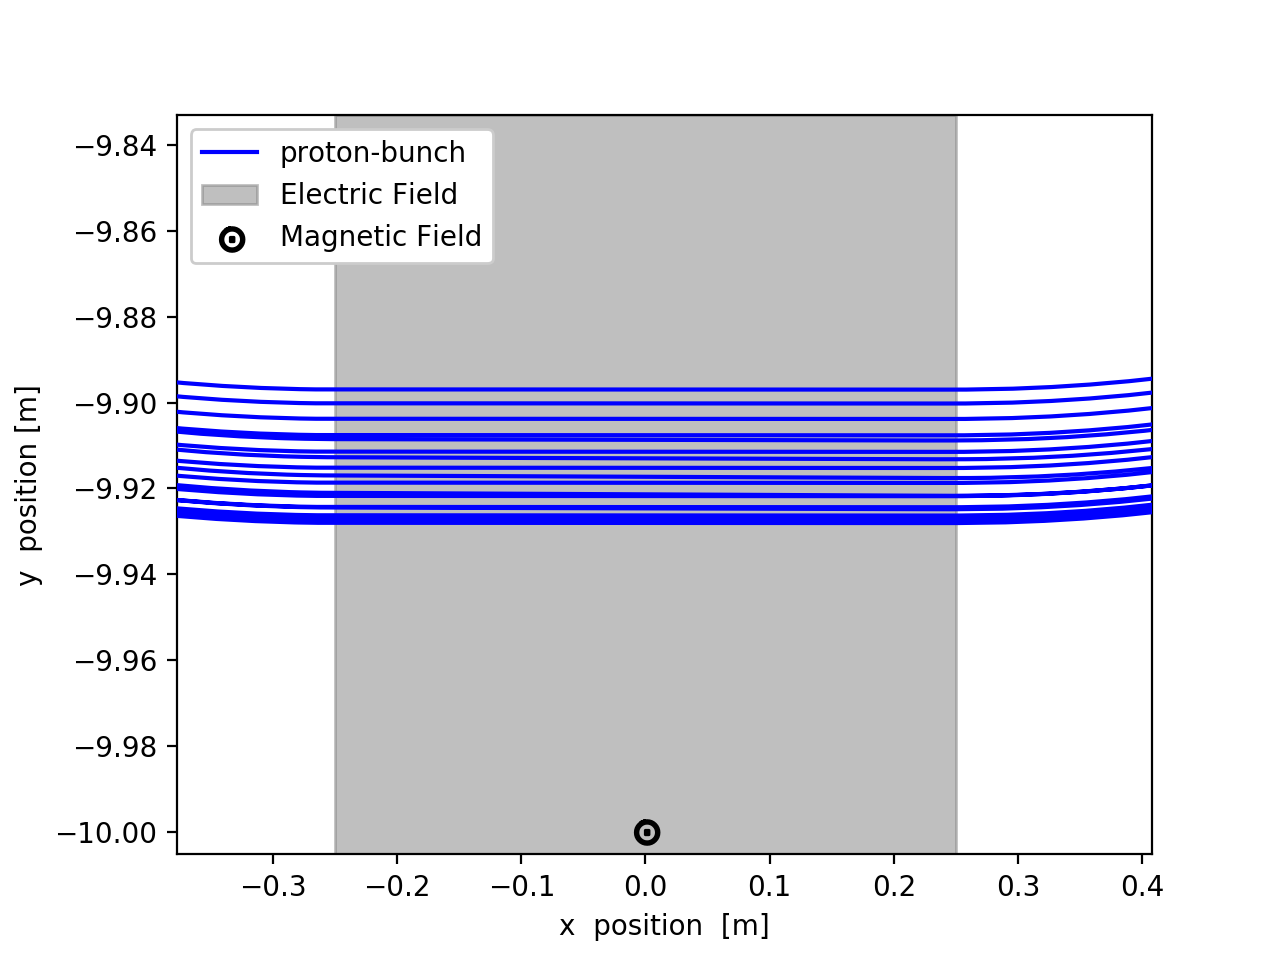 proton-bunch
Electric Field
Magnetic Field
−9.84
−9.86
−9.88
−9.90
−9.92
−9.94
−9.96
−9.98
−10.00
y  position [m]
−0.3 −0.2 −0.1 0.0 0.1 0.2 0.3 0.4
x  position  [m]